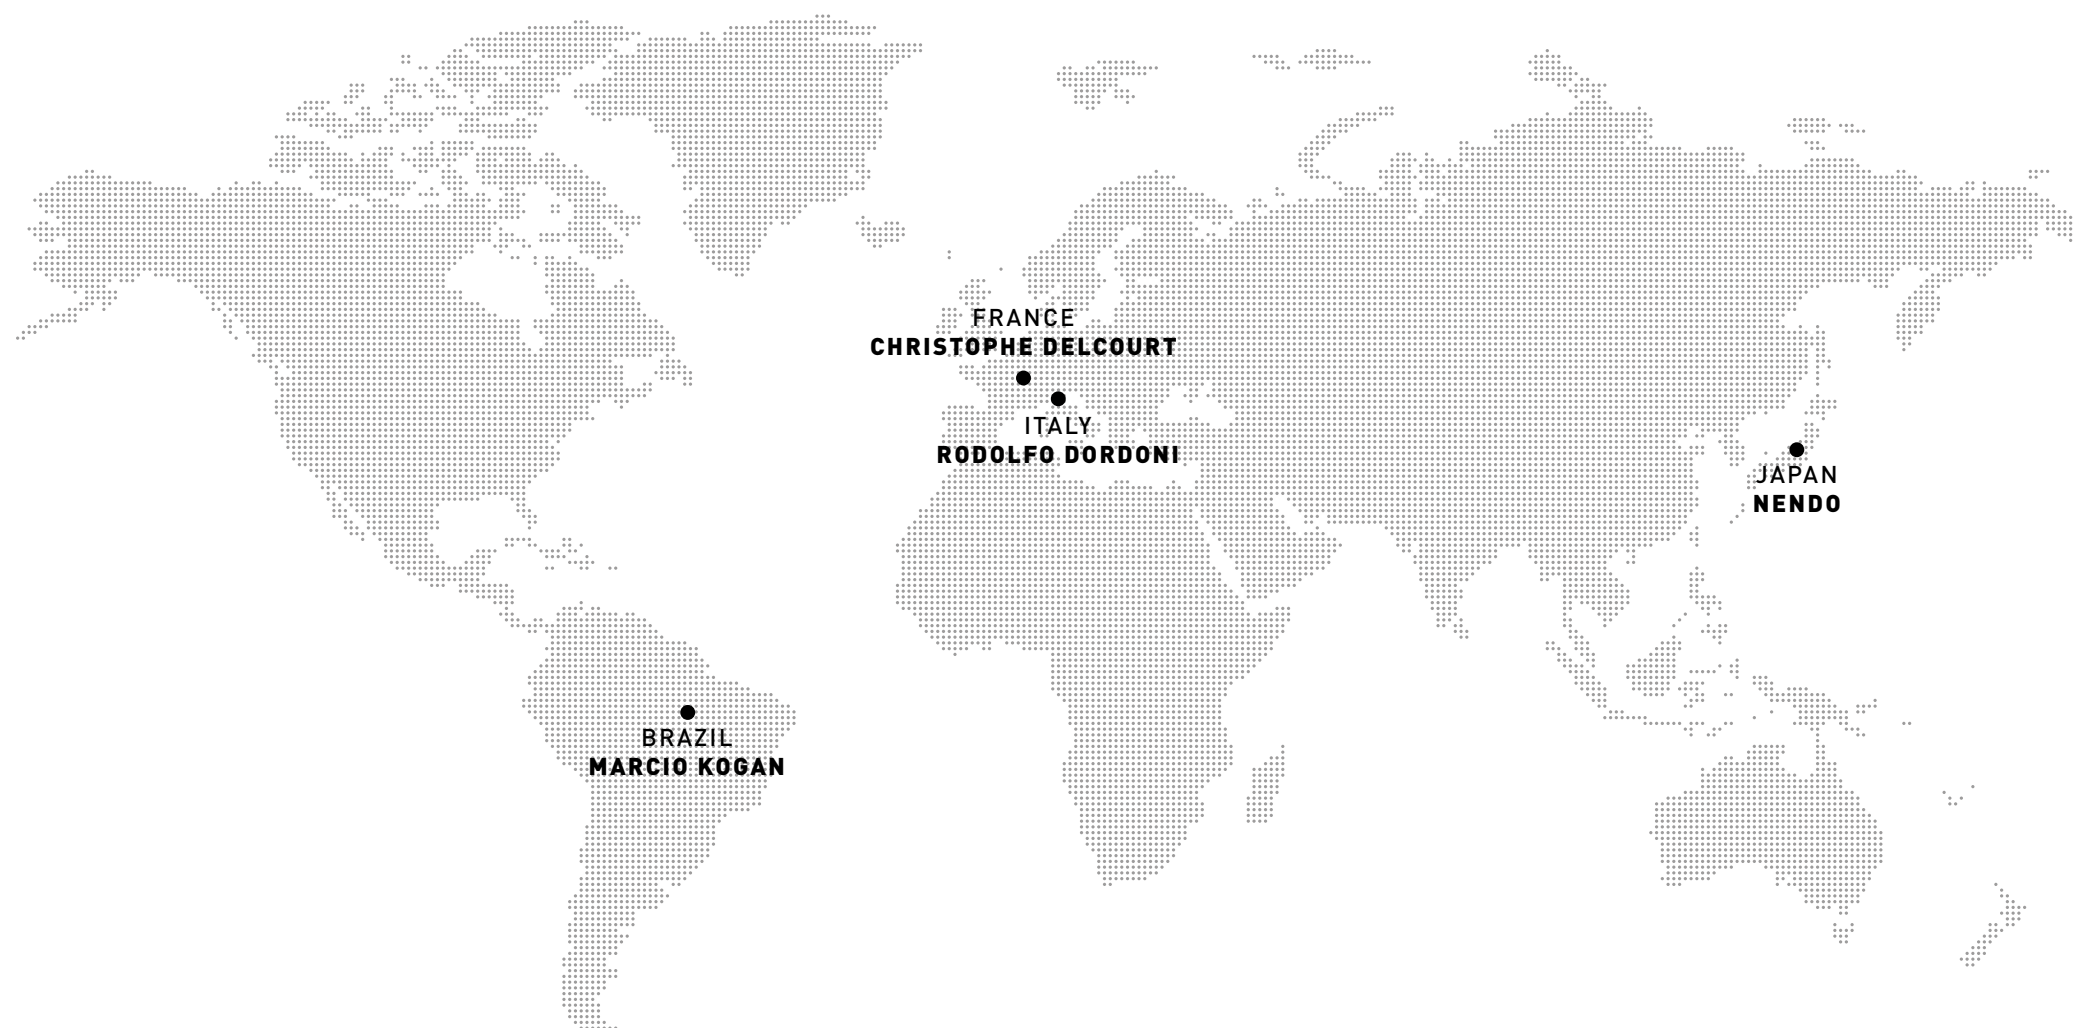 FRANCE
CHRISTOPHE DELCOURT
ITALY
RODOLFO DORDONI
JAPAN
NENDO
BRAZIL
MARCIO KOGAN